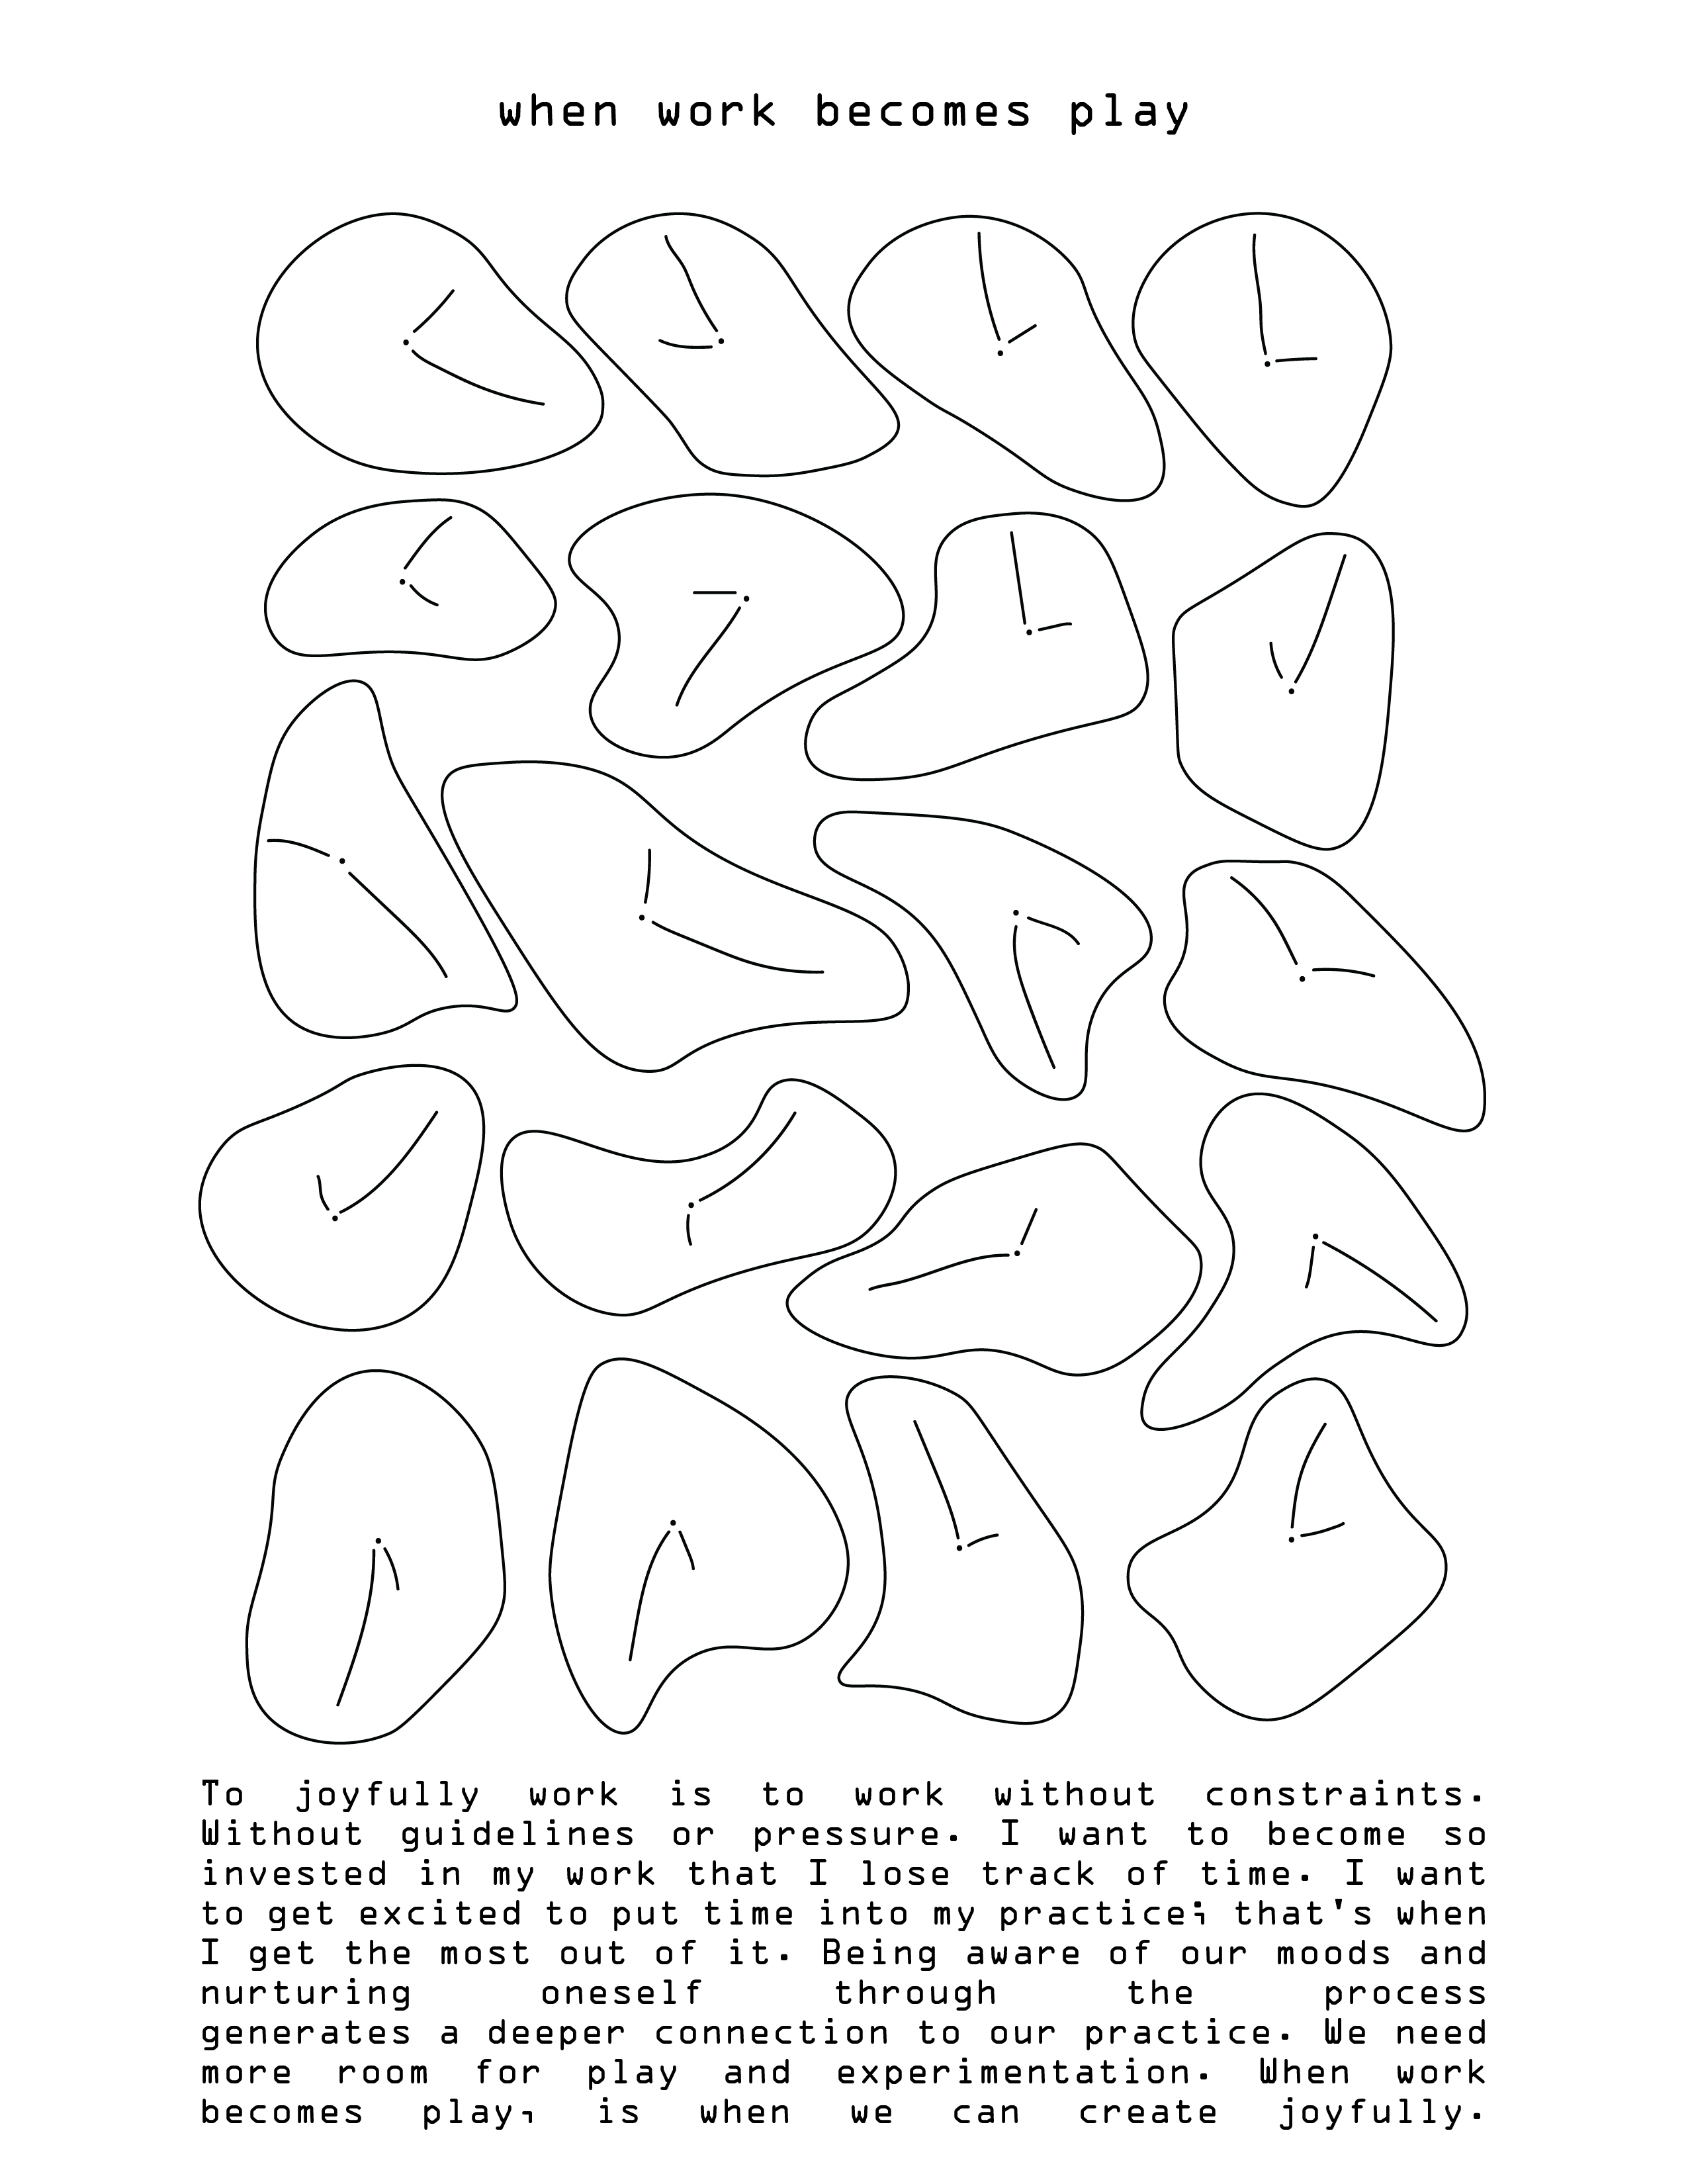 when work becomes play
To joyfully work is to work without constraints.
Without guidelines or pressure. I want to become so
invested in my work that I lose track of time. I want
to get excited to put time into my practice; that's when
I get the most out of it. Being aware of our moods and
nurturing oneself through the process
generates a deeper connection to our practice. We need
more room for play and experimentation. When work
becomes play, is when we can create joyfully.